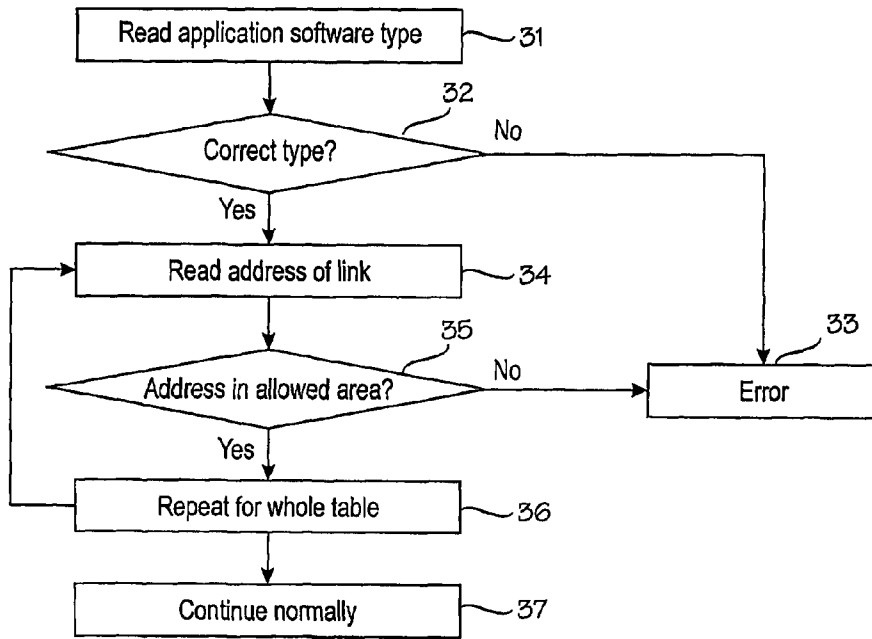 Read application software type
31
32
Correct type?
No
Yes
Read address of link
34
35
33
Address in allowed area?
No
Error
Yes
Repeat for whole table
36
Continue normally
37